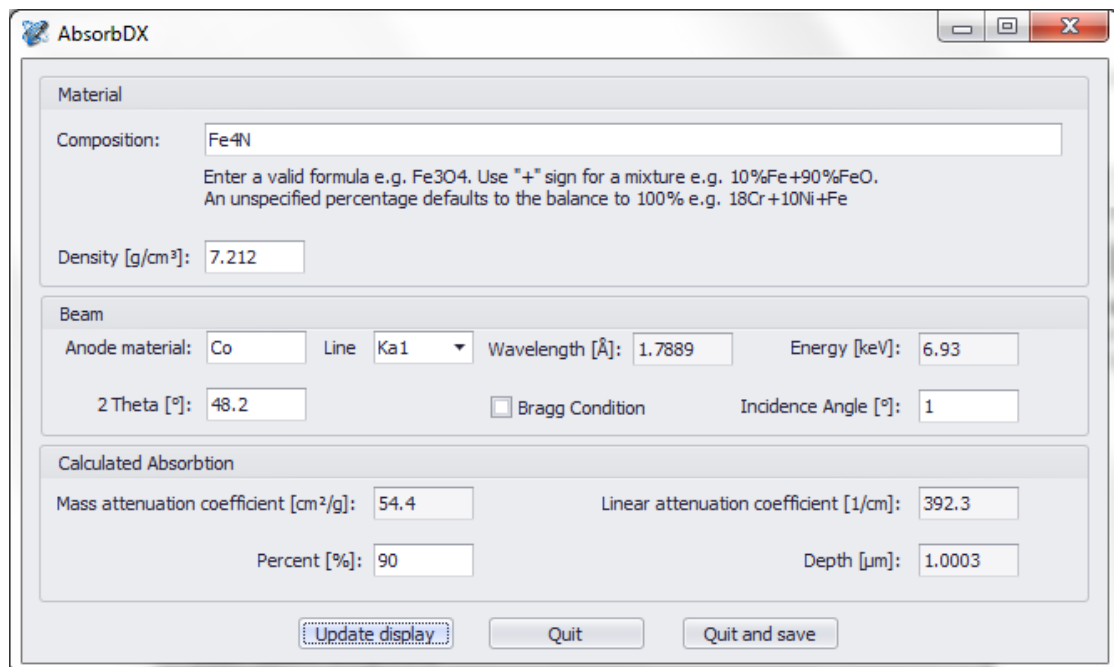 AbsorbDX
Material
Composition: Fe4N
Enter a valid formula e.g. Fe3O4. Use "+" sign for a mixture e.g. 10%Fe+90%FeO.
An unspecified percentage defaults to the balance to 100% e.g. 18Cr+10Ni+Fe
Density [g/cm³]: 7.212
Beam
Anode material: Co Line Ka1 Wavelength [Å]: 1.7889 Energy [keV]: 6.93
2 Theta [º]: 48.2 Bragg Condition Incidence Angle [º]: 1
Calculated Absorbtion
Mass attenuation coefficient [cm²/g]: 54.4 Linear attenuation coefficient [1/cm]: 392.3
Percent [%]: 90 Depth [µm]: 1.0003
Update display Quit Quit and save